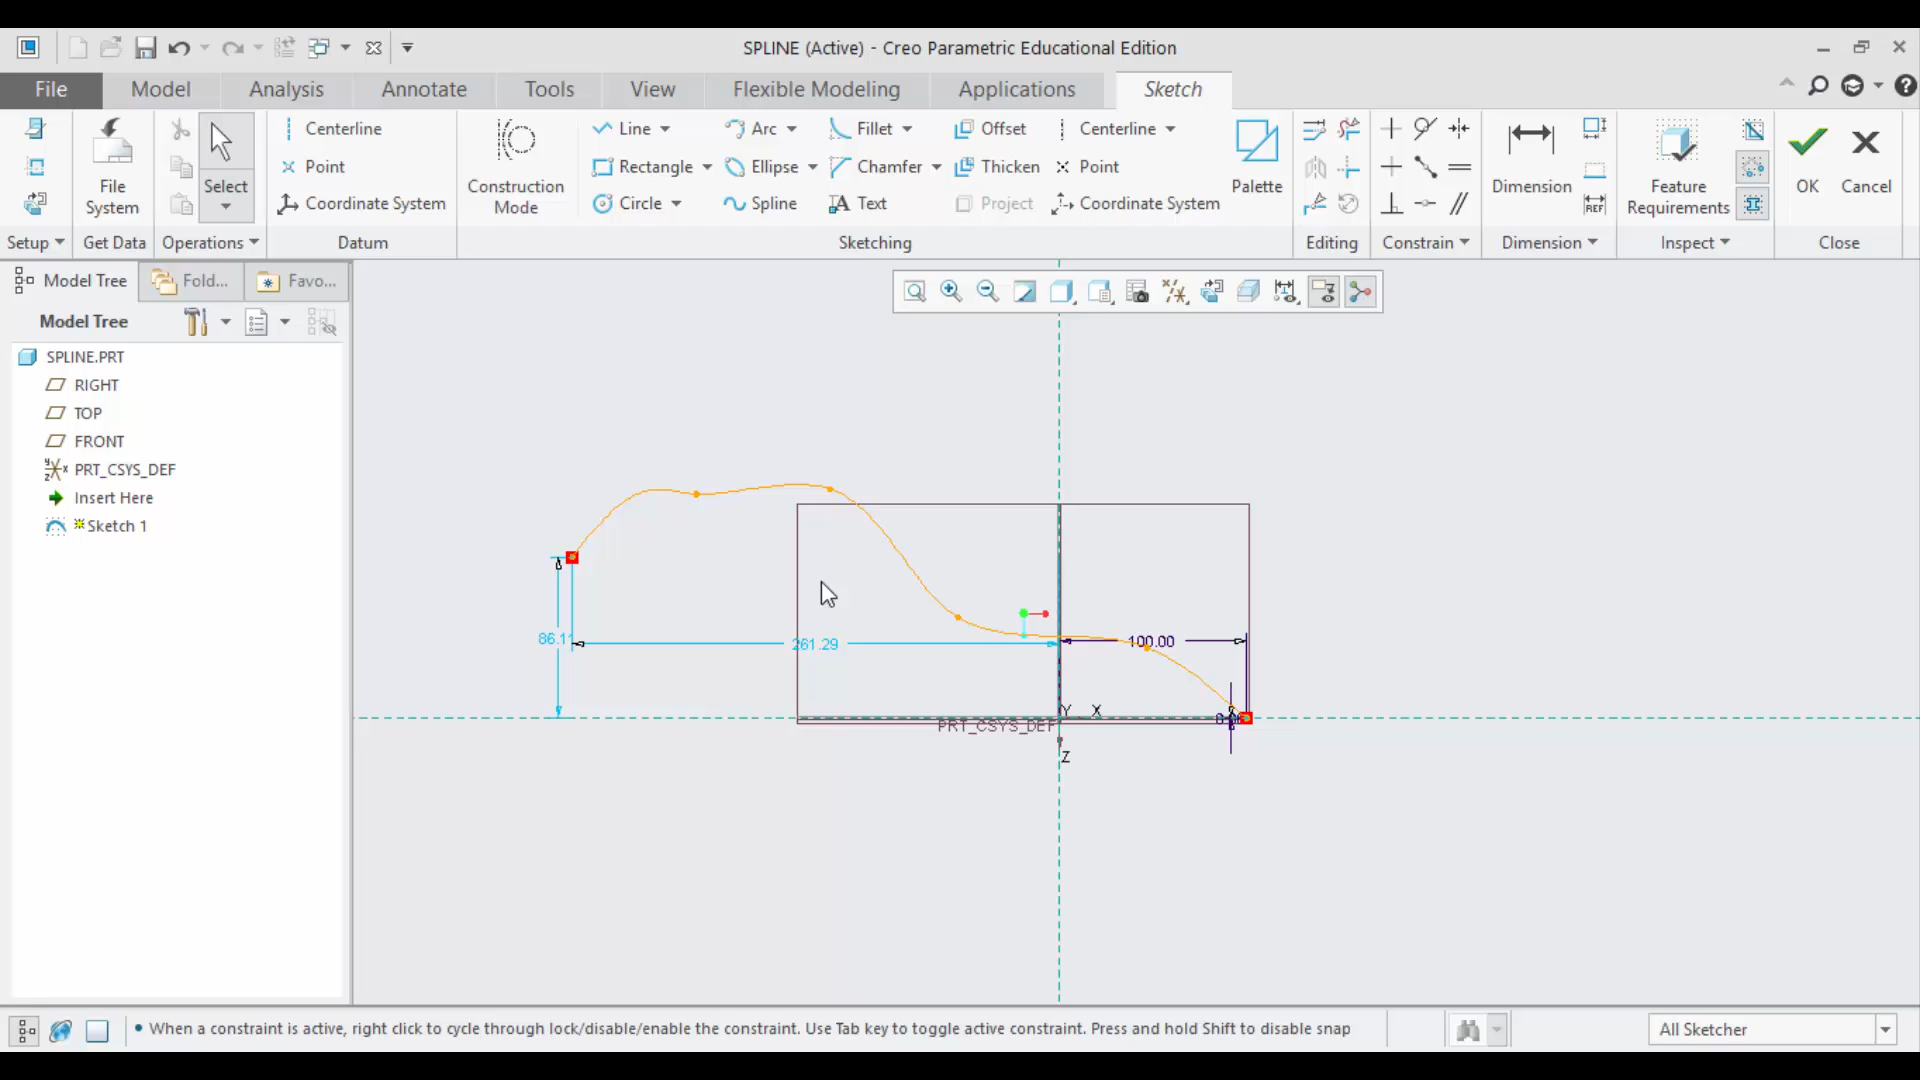 SPLINE (Active) - Creo Parametric Educational Edition
File Model Analysis Annotate Tools View Flexible Modeling Applications Sketch
Centerline Line Arc Fillet Offset Centerline
Point Rectangle Ellipse Chamfer Thicken Point
File System Select Construction Mode Palette Dimension Feature Requirements OK Cancel
Coordinate System Circle Spline Text Project Coordinate System
Setup Get Data Operations Datum Sketching Editing Constrain Dimension Inspect Close
Model Tree Fold... Favo...
Model Tree
SPLINE.PRT
RIGHT
TOP
FRONT
PRT_CSYS_DEF
Insert Here
Sketch 1
86.11
261.29
100.00
Y X
PRT_CSYS_DEF
Z
When a constraint is active, right click to cycle through lock/disable/enable the constraint. Use Tab key to toggle active constraint. Press and hold Shift to disable snap
All Sketcher